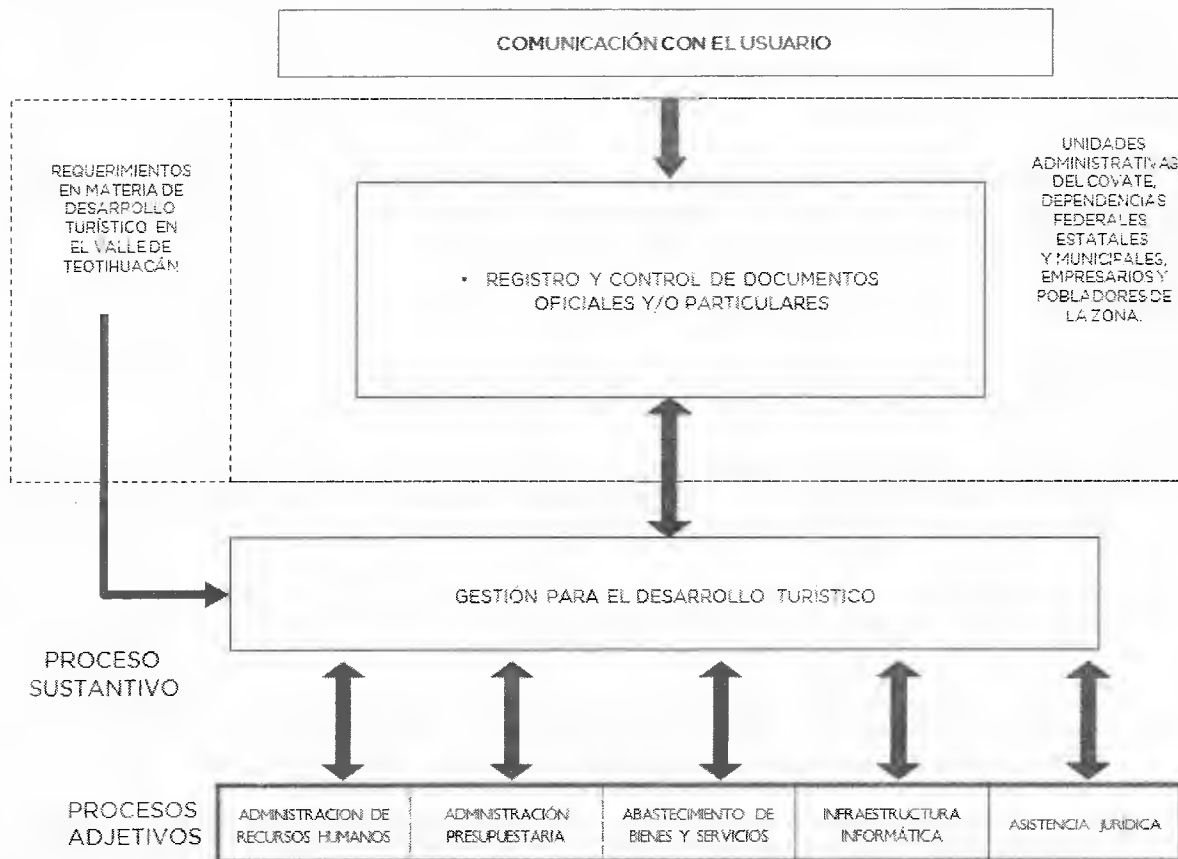 COMUNICACIÓN CON EL USUARIO
REQUERIMIENTOS
EN MATERIA DE
DESARROLLO
TURÍSTICO EN
EL VALLE DE
TEOTIHUACÁN
• REGISTRO Y CONTROL DE DOCUMENTOS
OFICIALES Y/O PARTICULARES
UNIDADES
ADMINISTRATIVAS
DEL COVATE,
DEPENDENCIAS
FEDERALES
ESTATALES
Y MUNICIPALES,
EMPRESARIOS Y
POBLADORES DE
LA ZONA.
GESTIÓN PARA EL DESARROLLO TURÍSTICO
PROCESO
SUSTANTIVO
PROCESOS
ADJETIVOS
ADMINISTRACION DE
RECURSOS HUMANOS
ADMINISTRACIÓN
PRESUPUESTARIA
ABASTECIMIENTO DE
BIENES Y SERVICIOS
INFRAESTRUCTURA
INFORMÁTICA
ASISTENCIA JURIDICA